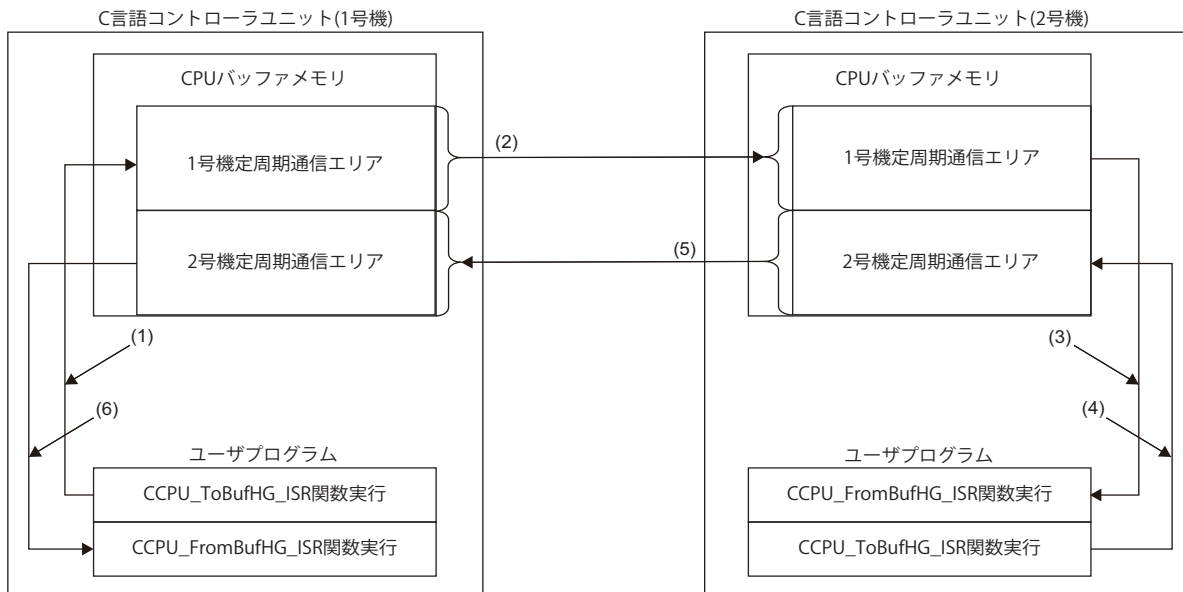 C言語コントローラユニット(1号機)
C言語コントローラユニット(2号機)
CPUバッファメモリ
CPUバッファメモリ
1号機定周期通信エリア
(2)
1号機定周期通信エリア
2号機定周期通信エリア
(5)
2号機定周期通信エリア
(1)
(3)
(6)
(4)
ユーザプログラム
ユーザプログラム
CCPU_ToBufHG_ISR関数実行
CCPU_FromBufHG_ISR関数実行
CCPU_FromBufHG_ISR関数実行
CCPU_ToBufHG_ISR関数実行